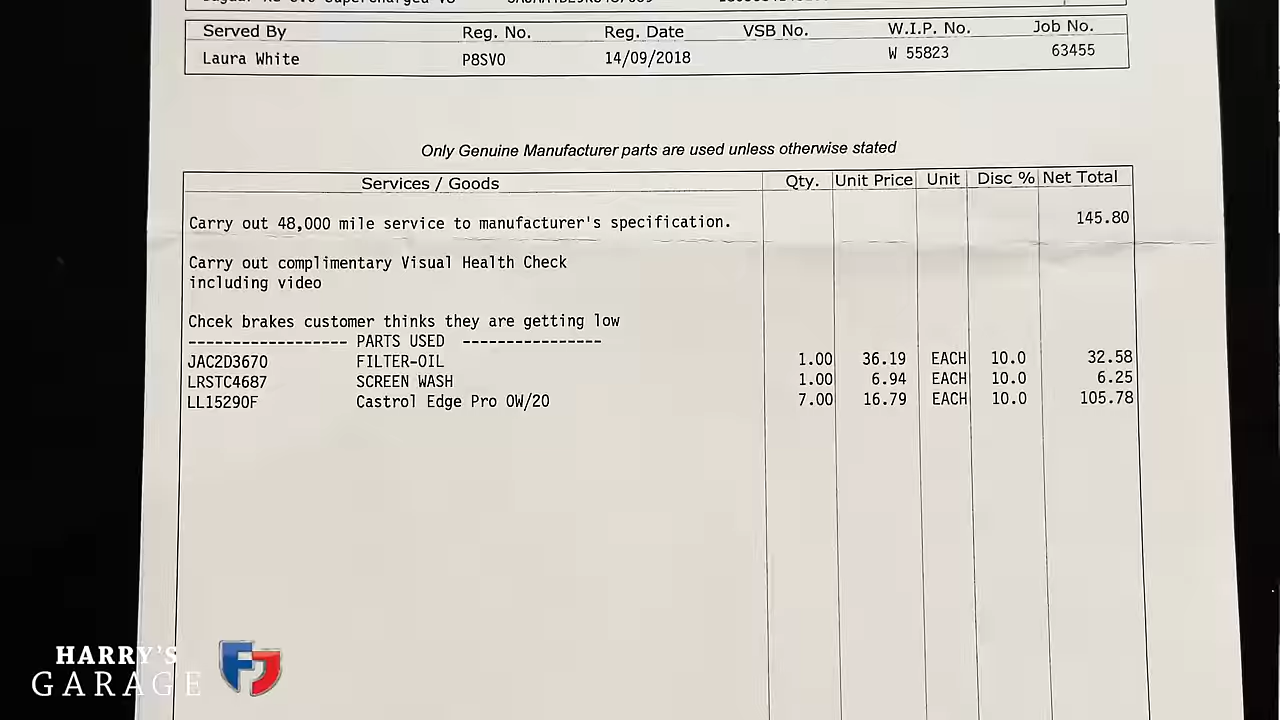 Served By Reg. No. Reg. Date VSB No. W.I.P. No. Job No.
Laura White P8SVO 14/09/2018 W 55823 63455
Only Genuine Manufacturer parts are used unless otherwise stated
Services / Goods Qty. Unit Price Unit Disc % Net Total
Carry out 48,000 mile service to manufacturer's specification. 145.80
Carry out complimentary Visual Health Check
including video
Chcek brakes customer thinks they are getting low
----------------- PARTS USED ----------------
JAC2D3670 FILTER-OIL 1.00 36.19 EACH 10.0 32.58
LRSTC4687 SCREEN WASH 1.00 6.94 EACH 10.0 6.25
LL15290F Castrol Edge Pro 0W/20 7.00 16.79 EACH 10.0 105.78
HARRY'S
GARAGE